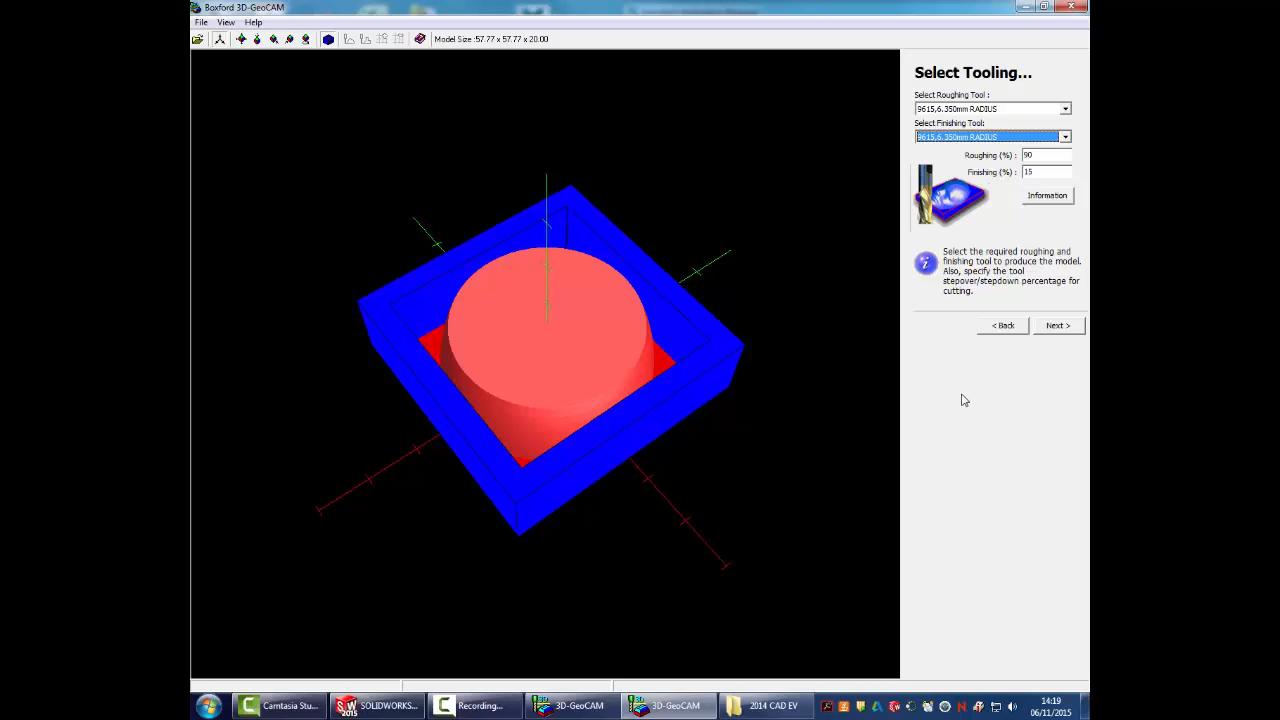 Boxford 3D-GeoCAM
File View Help
Model Size :57.77 x 57.77 x 20.00
Select Tooling...
Select Roughing Tool :
9615,6.350mm RADIUS
Select Finishing Tool:
9615,6.350mm RADIUS
Roughing (%) : 90
Finishing (%) : 15
Information
Select the required roughing and
finishing tool to produce the model.
Also, specify the tool
stepover/stepdown percentage for
cutting.
< Back Next >
Camtasia Stu... SOLIDWORKS... Recording... 3D-GeoCAM 3D-GeoCAM 2014 CAD EV
14:19
06/11/2015